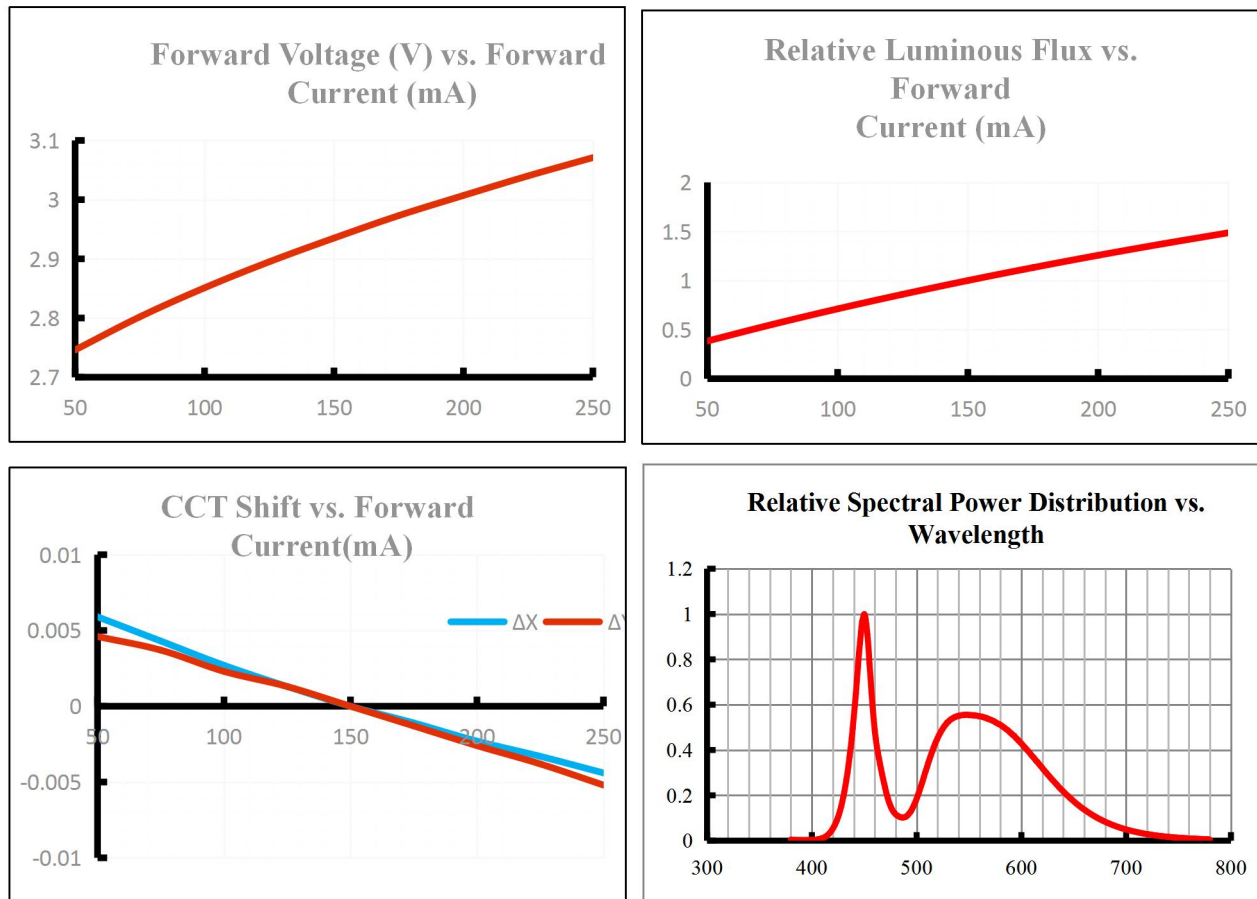 Forward Voltage (V) vs. Forward
Current (mA)
3.1
3
2.9
2.8
2.7
50 100 150 200 250
Relative Luminous Flux vs.
Forward
Current (mA)
2
1.5
1
0.5
0
50 100 150 200 250
CCT Shift vs. Forward
Current(mA)
0.01
ΔX
0.005
0
50 100 150 200 250
-0.005
-0.01
Relative Spectral Power Distribution vs.
Wavelength
1.2
1
0.8
0.6
0.4
0.2
0
300 400 500 600 700 800